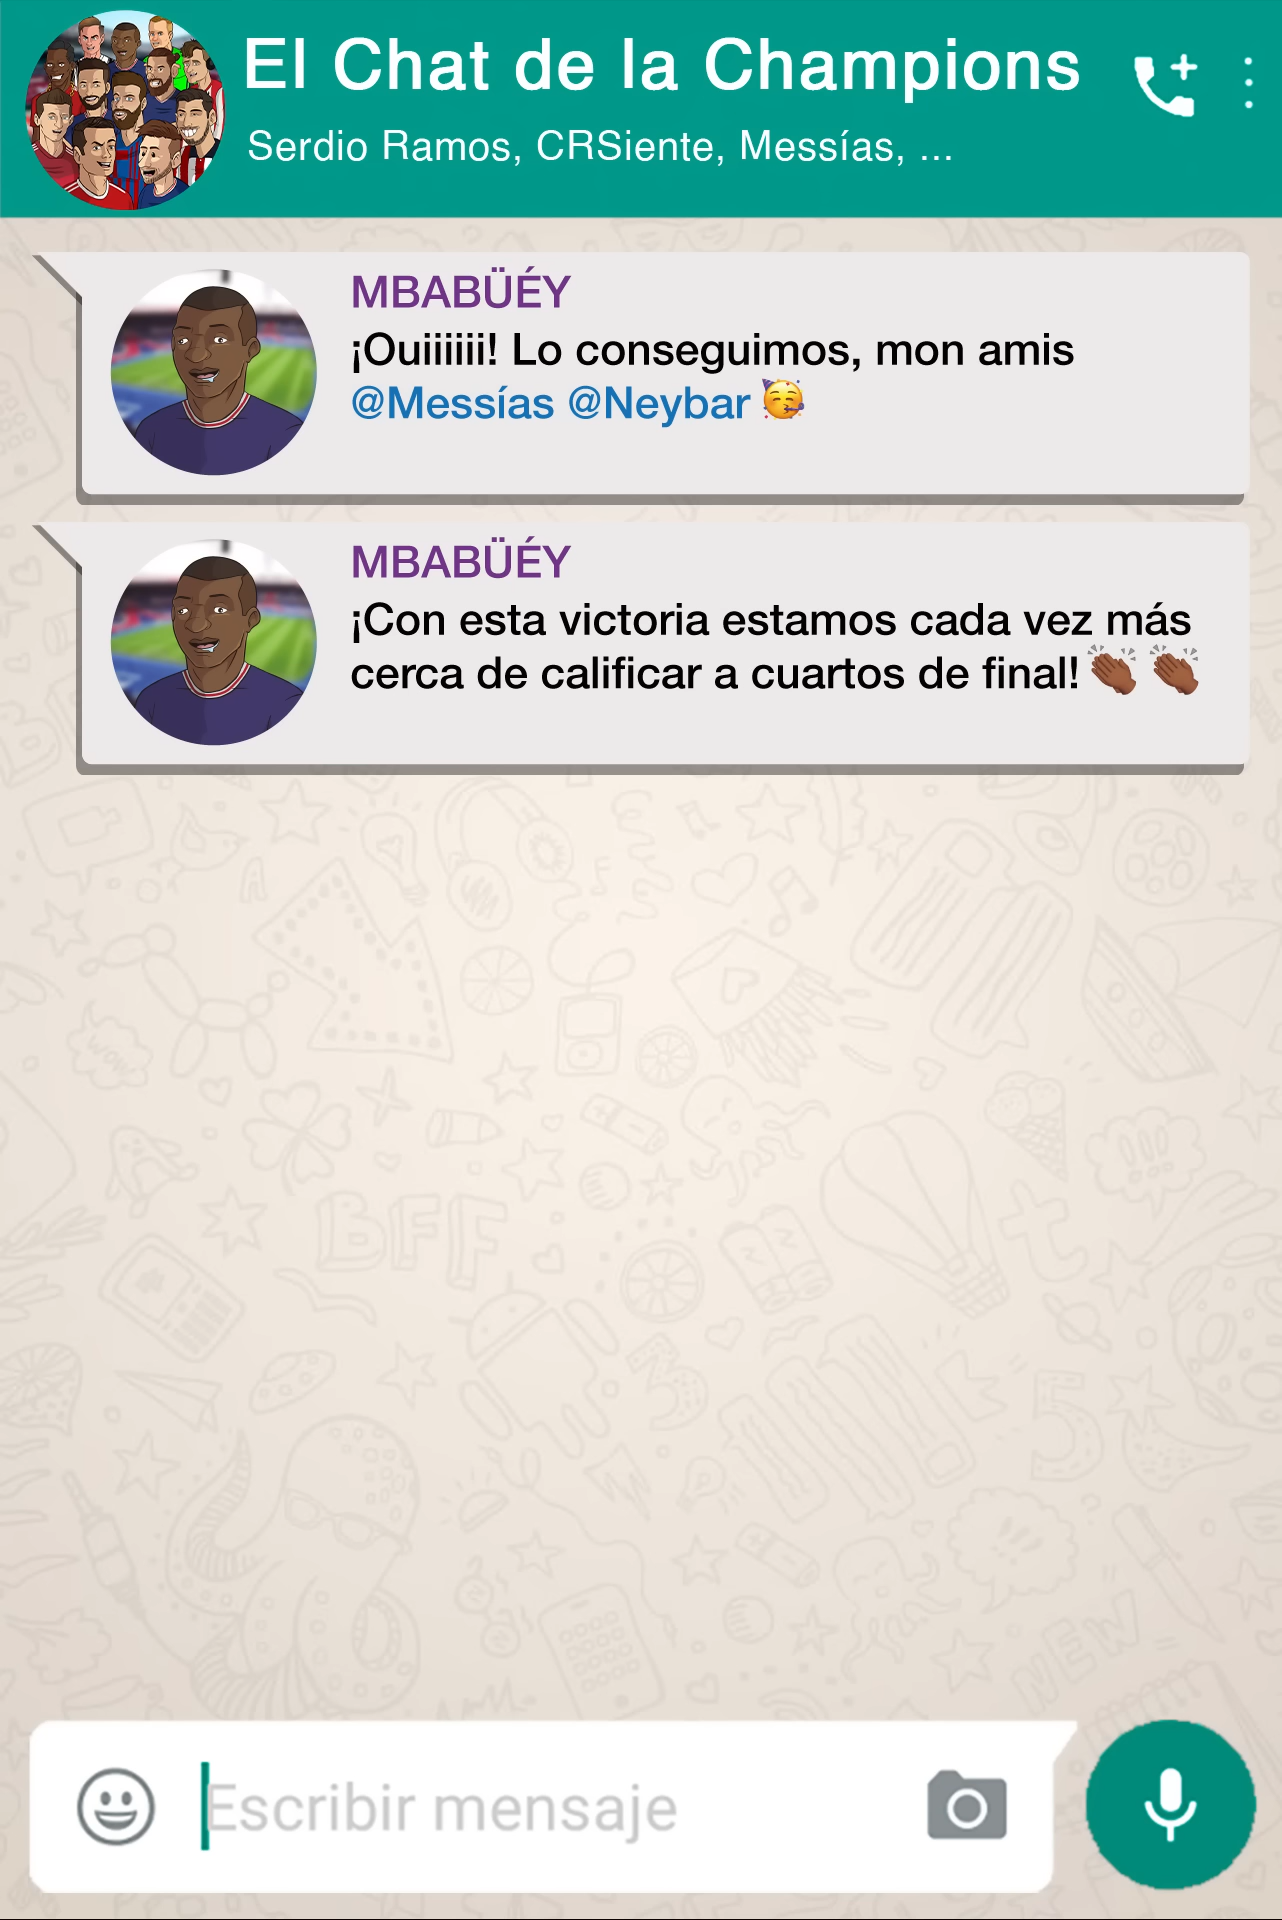 El Chat de la Champions
Serdio Ramos, CRSiente, Messías, ...
MBABÜÉY
¡Ouiiiiii! Lo conseguimos, mon amis
@Messías @Neybar 🥳
MBABÜÉY
¡Con esta victoria estamos cada vez más
cerca de calificar a cuartos de final! 👏🏾 👏🏾
Escribir mensaje